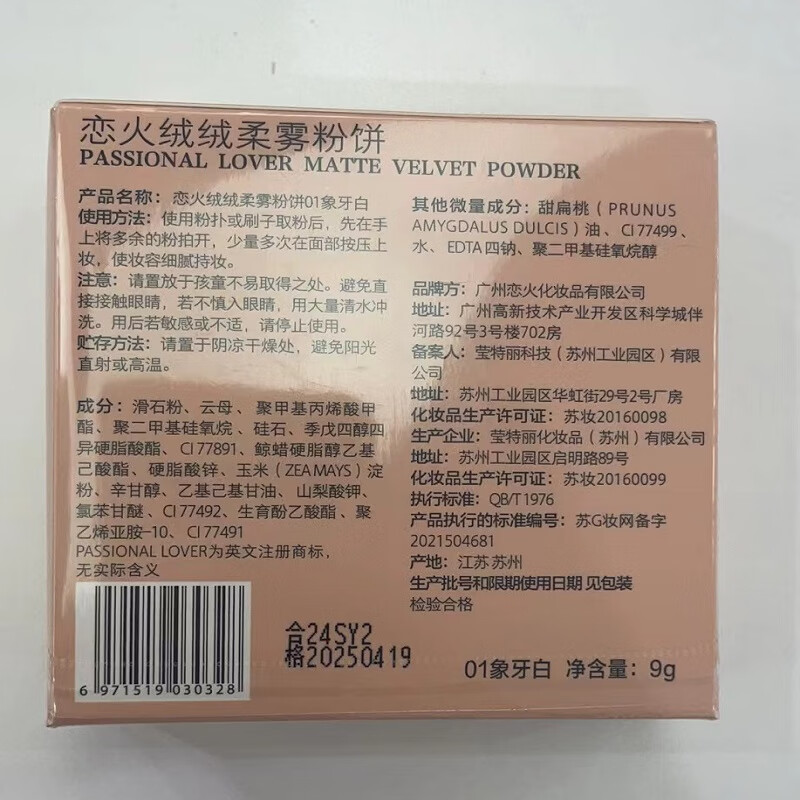 恋火绒绒柔雾粉饼
PASSIONAL LOVER MATTE VELVET POWDER
产品名称：恋火绒绒柔雾粉饼01象牙白
使用方法：使用粉扑或刷子取粉后，先在手
上将多余的粉拍开，少量多次在面部按压上
妆，使妆容细腻持妆。
注意：请置放于孩童不易取得之处。避免直
接接触眼睛，若不慎入眼睛，用大量清水冲
洗。用后若敏感或不适，请停止使用。
贮存方法：请置于阴凉干燥处，避免阳光
直射或高温。
成分：滑石粉、云母、聚甲基丙烯酸甲
酯、聚二甲基硅氧烷、硅石、季戊四醇四
异硬脂酸酯、CI 77891、鲸蜡硬脂醇乙基
己酸酯、硬脂酸锌、玉米（ZEA MAYS）淀
粉、辛甘醇、乙基己基甘油、山梨酸钾、
氯苯甘醚、CI 77492、生育酚乙酸酯、聚
乙烯亚胺-10、CI 77491
PASSIONAL LOVER为英文注册商标，
无实际含义
6 971519 030328
合24SY2
格20250419
其他微量成分：甜扁桃（PRUNUS
AMYGDALUS DULCIS）油、CI 77499、
水、EDTA 四钠、聚二甲基硅氧烷醇
品牌方：广州恋火化妆品有限公司
地址：广州高新技术产业开发区科学城伴
河路92号3号楼702房
备案人：莹特丽科技（苏州工业园区）有限
公司
地址：苏州工业园区华虹街29号2号厂房
化妆品生产许可证：苏妆20160098
生产企业：莹特丽化妆品（苏州）有限公司
地址：苏州工业园区启明路89号
化妆品生产许可证：苏妆20160099
执行标准：QB/T 1976
产品执行的标准编号：苏G妆网备字
2021504681
产地：江苏 苏州
生产批号和限期使用日期 见包装
检验合格
01象牙白 净含量：9g